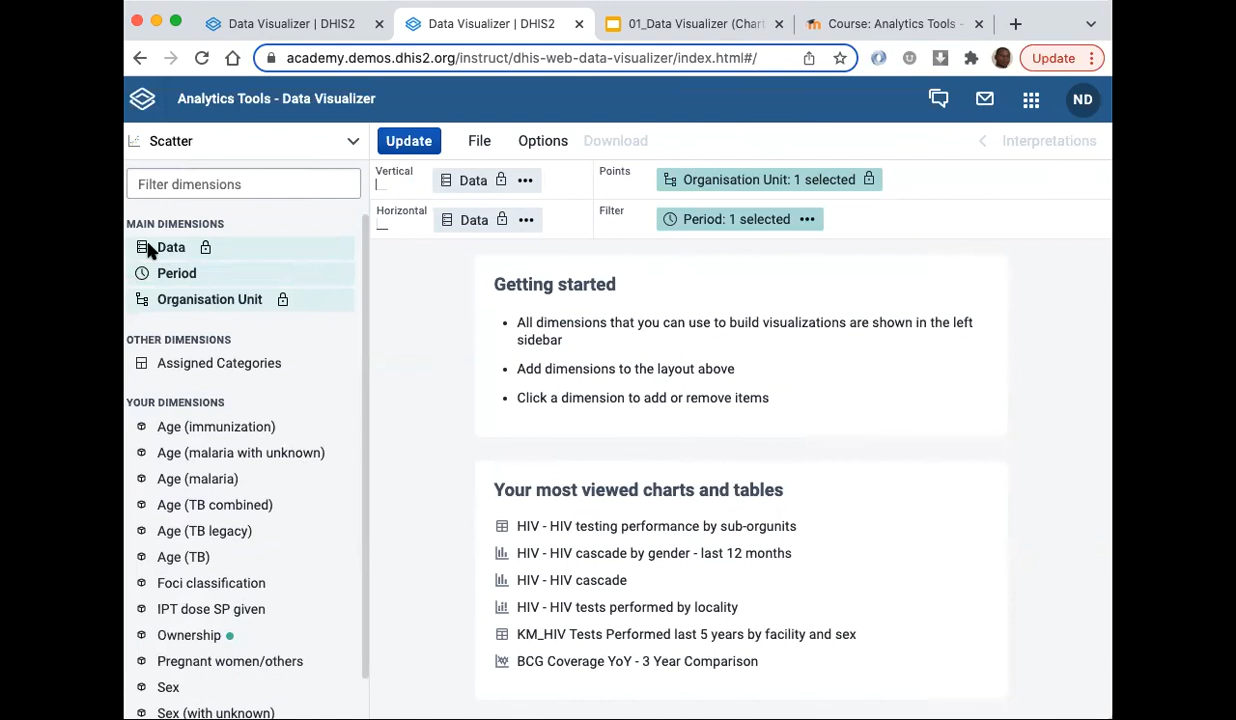 Data Visualizer | DHIS2
Data Visualizer | DHIS2
01_Data Visualizer (Chart
Course: Analytics Tools -
academy.demos.dhis2.org/instruct/dhis-web-data-visualizer/index.html#/
Update
Analytics Tools - Data Visualizer
ND
Scatter
Update
File
Options
Download
Interpretations
Filter dimensions
Vertical
Data
Points
Organisation Unit: 1 selected
Horizontal
Data
Filter
Period: 1 selected
MAIN DIMENSIONS
Data
Period
Organisation Unit
OTHER DIMENSIONS
Assigned Categories
YOUR DIMENSIONS
Age (immunization)
Age (malaria with unknown)
Age (malaria)
Age (TB combined)
Age (TB legacy)
Age (TB)
Foci classification
IPT dose SP given
Ownership
Pregnant women/others
Sex
Sex (with unknown)
Getting started
All dimensions that you can use to build visualizations are shown in the left
sidebar
Add dimensions to the layout above
Click a dimension to add or remove items
Your most viewed charts and tables
HIV - HIV testing performance by sub-orgunits
HIV - HIV cascade by gender - last 12 months
HIV - HIV cascade
HIV - HIV tests performed by locality
KM_HIV Tests Performed last 5 years by facility and sex
BCG Coverage YoY - 3 Year Comparison